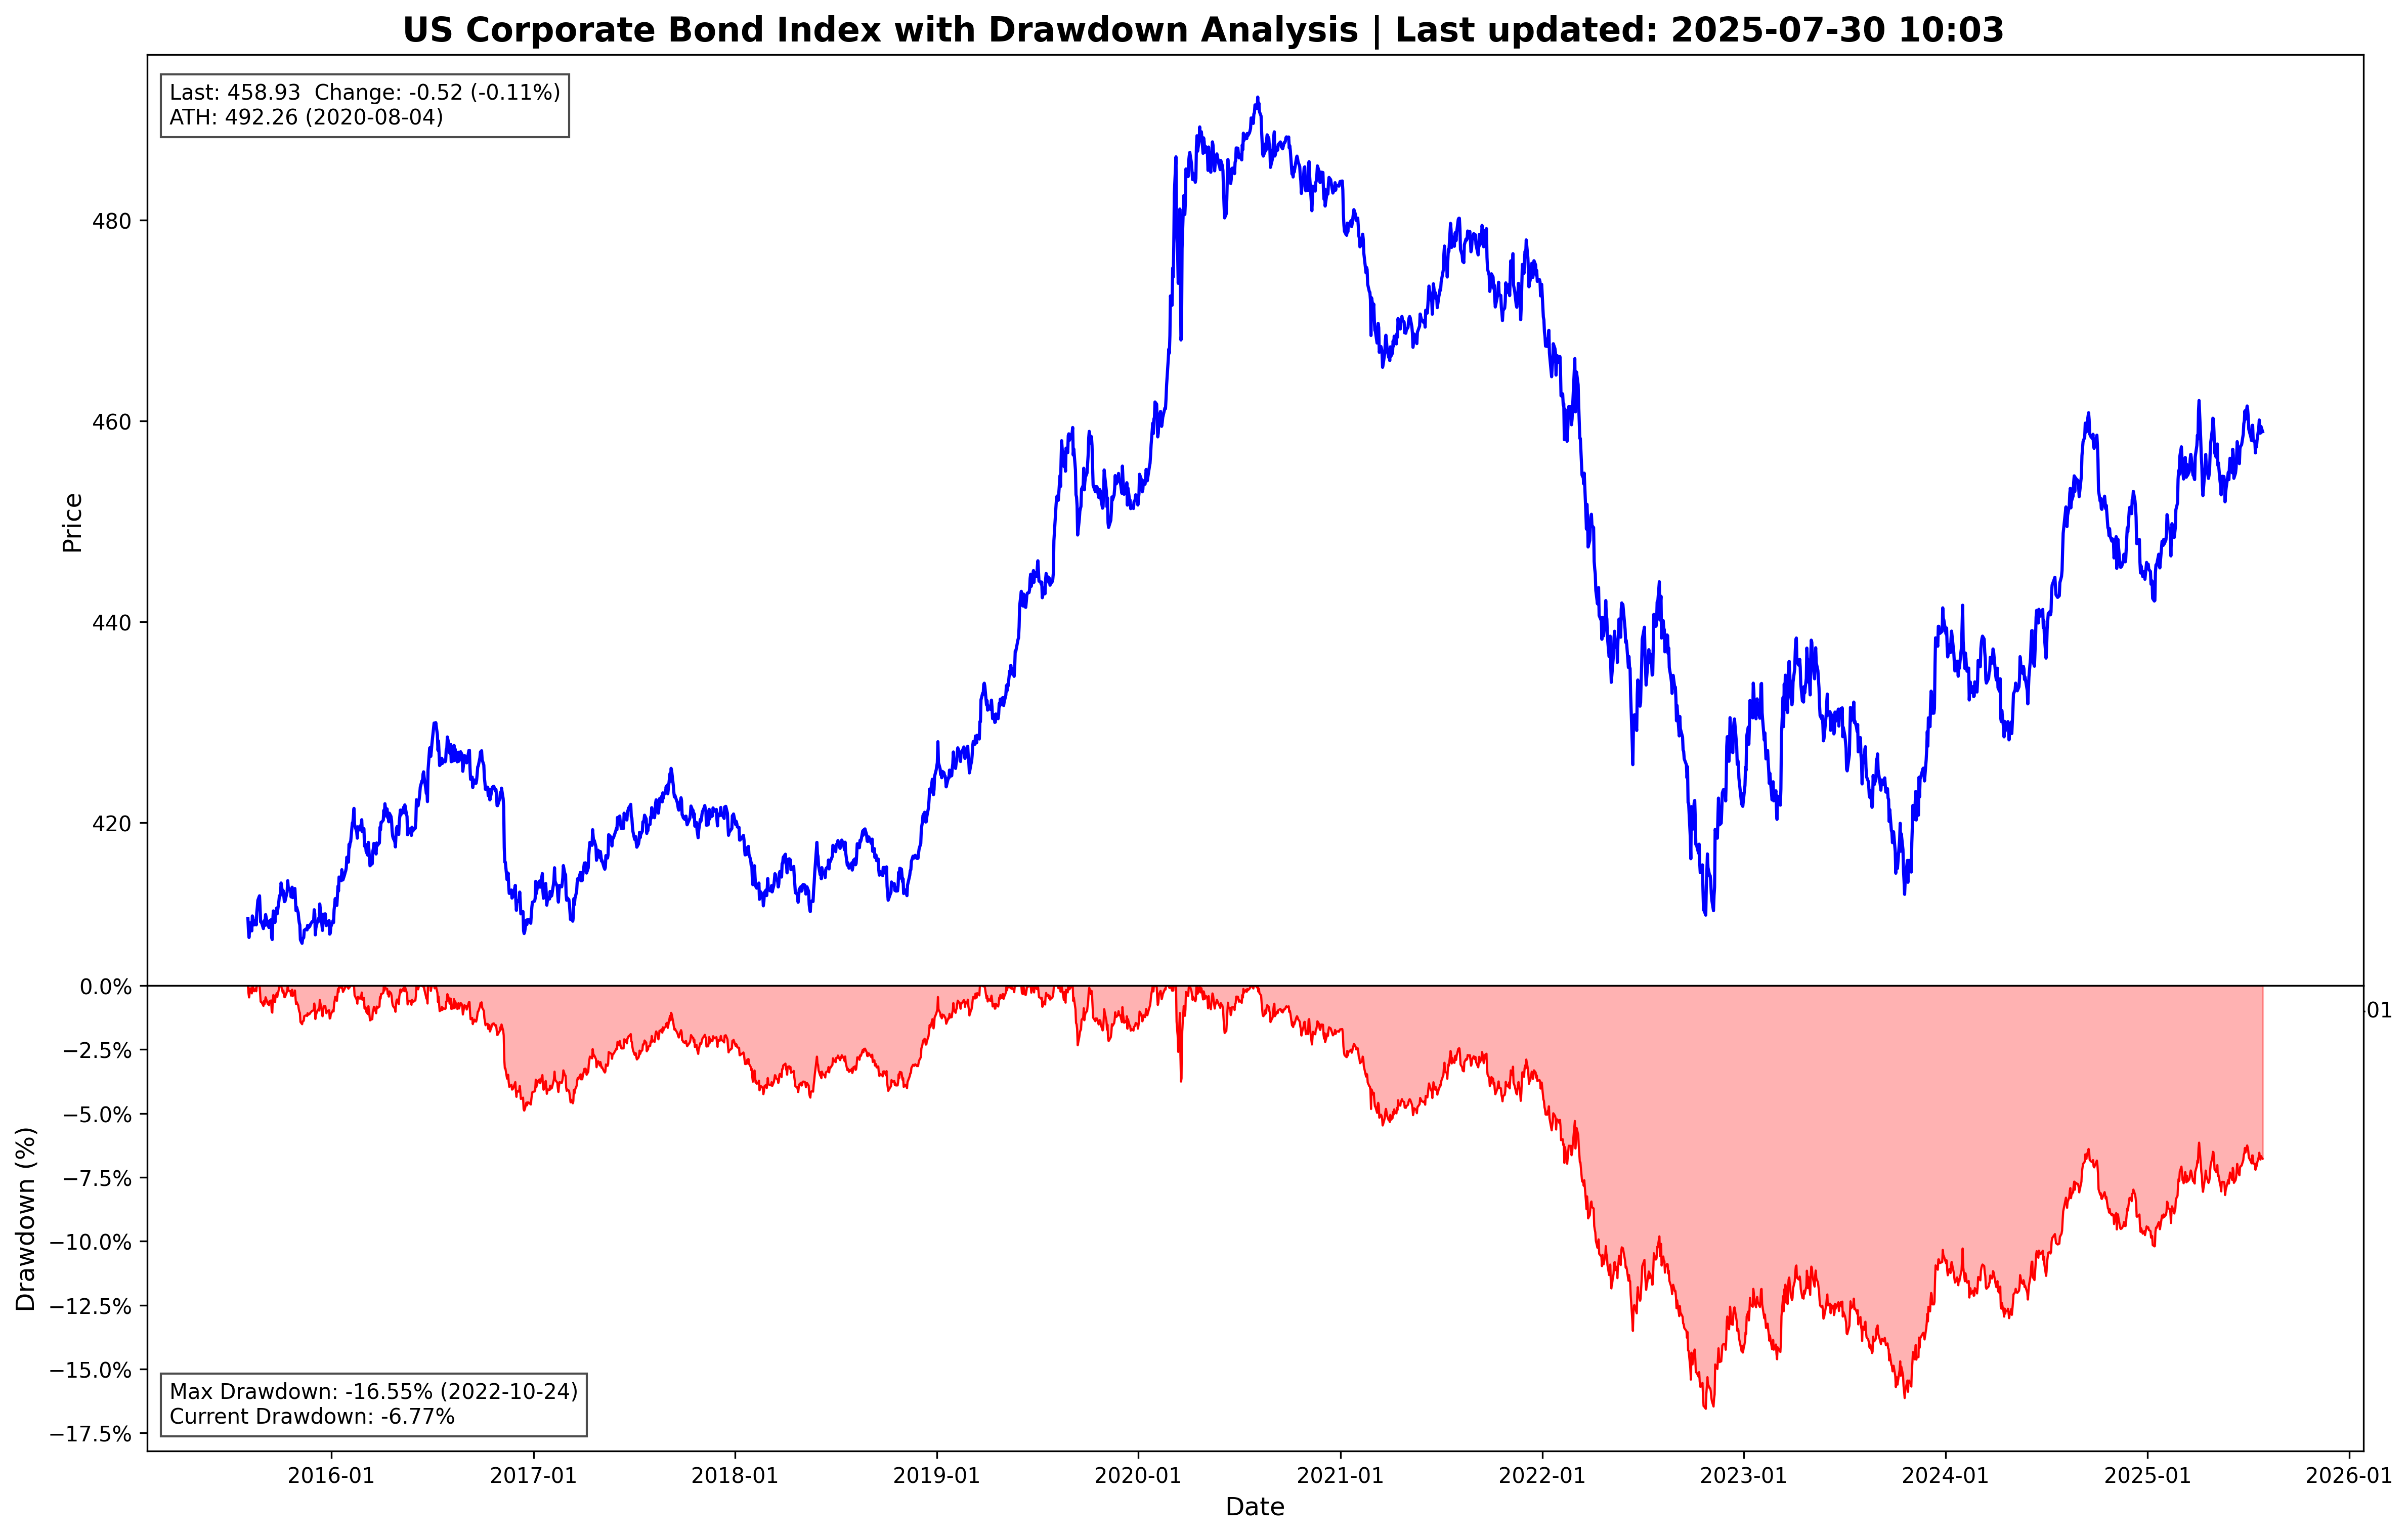 US Corporate Bond Index with Drawdown Analysis | Last updated: 2025-07-30 10:03
Last: 458.93  Change: -0.52 (-0.11%)
ATH: 492.26 (2020-08-04)
Price
480
460
440
420
0.0%
01
−2.5%
−5.0%
−7.5%
−10.0%
−12.5%
−15.0%
−17.5%
Drawdown (%)
Max Drawdown: -16.55% (2022-10-24)
Current Drawdown: -6.77%
2016-01 2017-01 2018-01 2019-01 2020-01 2021-01 2022-01 2023-01 2024-01 2025-01 2026-01
Date